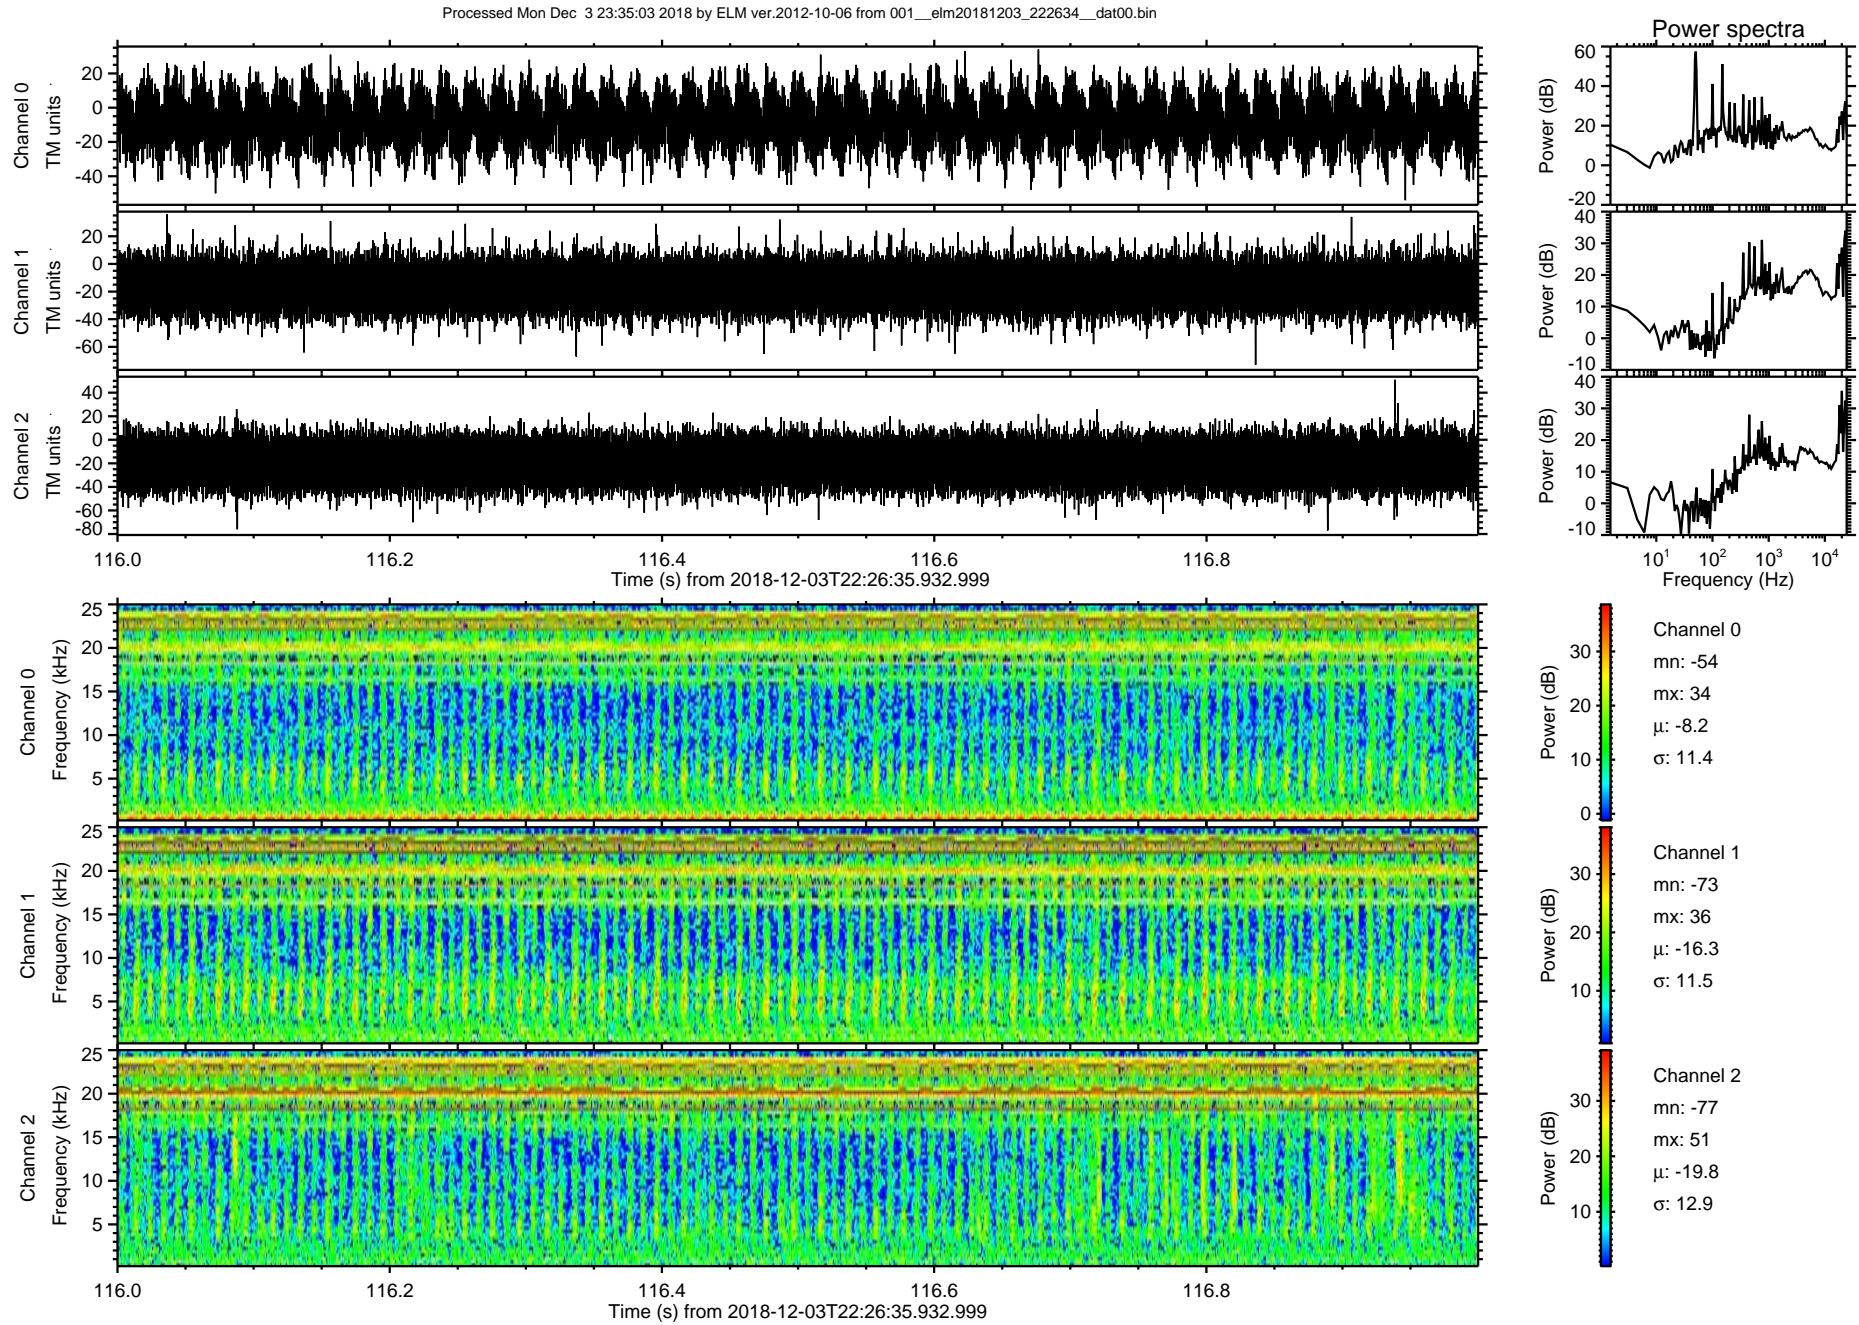 Processed Mon Dec  3 23:35:03 2018 by ELM ver.2012-10-06 from 001__elm20181203_222634__dat00.bin
Power spectra
Channel 0
TM units
20
0
-20
-40
Power (dB)
60
40
20
0
-20
Channel 1
TM units
20
0
-20
-40
-60
Power (dB)
40
30
20
10
0
-10
Channel 2
TM units
40
20
0
-20
-40
-60
-80
Power (dB)
40
30
20
10
0
-10
116.0 116.2 116.4 116.6 116.8
Time (s) from 2018-12-03T22:26:35.932.999
10^1 10^2 10^3 10^4
Frequency (Hz)
Channel 0
Frequency (kHz)
25
20
15
10
5
Power (dB)
30
20
10
0
Channel 0
mn: -54
mx: 34
μ: -8.2
σ: 11.4
Channel 1
Frequency (kHz)
25
20
15
10
5
Power (dB)
30
20
10
Channel 1
mn: -73
mx: 36
μ: -16.3
σ: 11.5
Channel 2
Frequency (kHz)
25
20
15
10
5
Power (dB)
30
20
10
Channel 2
mn: -77
mx: 51
μ: -19.8
σ: 12.9
116.0 116.2 116.4 116.6 116.8
Time (s) from 2018-12-03T22:26:35.932.999